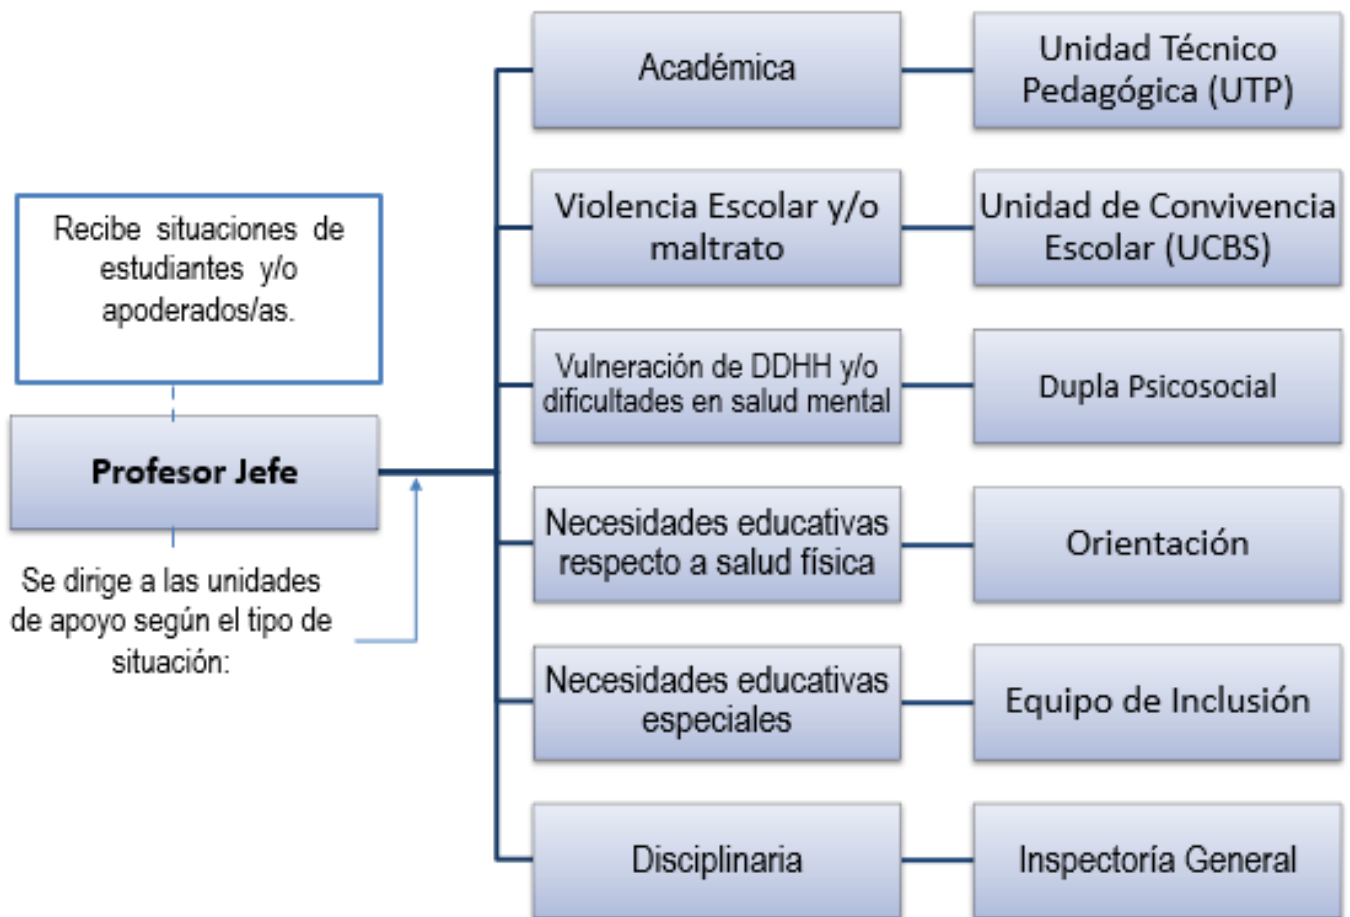 Académica
Unidad Técnico
Pedagógica (UTP)
Violencia Escolar y/o
maltrato
Unidad de Convivencia
Escolar (UCBS)
Recibe situaciones de
estudiantes y/o
apoderados/as.
Vulneración de DDHH y/o
dificultades en salud mental
Dupla Psicosocial
Profesor Jefe
Necesidades educativas
respecto a salud física
Orientación
Se dirige a las unidades
de apoyo según el tipo de
situación:
Necesidades educativas
especiales
Equipo de Inclusión
Disciplinaria
Inspectoría General